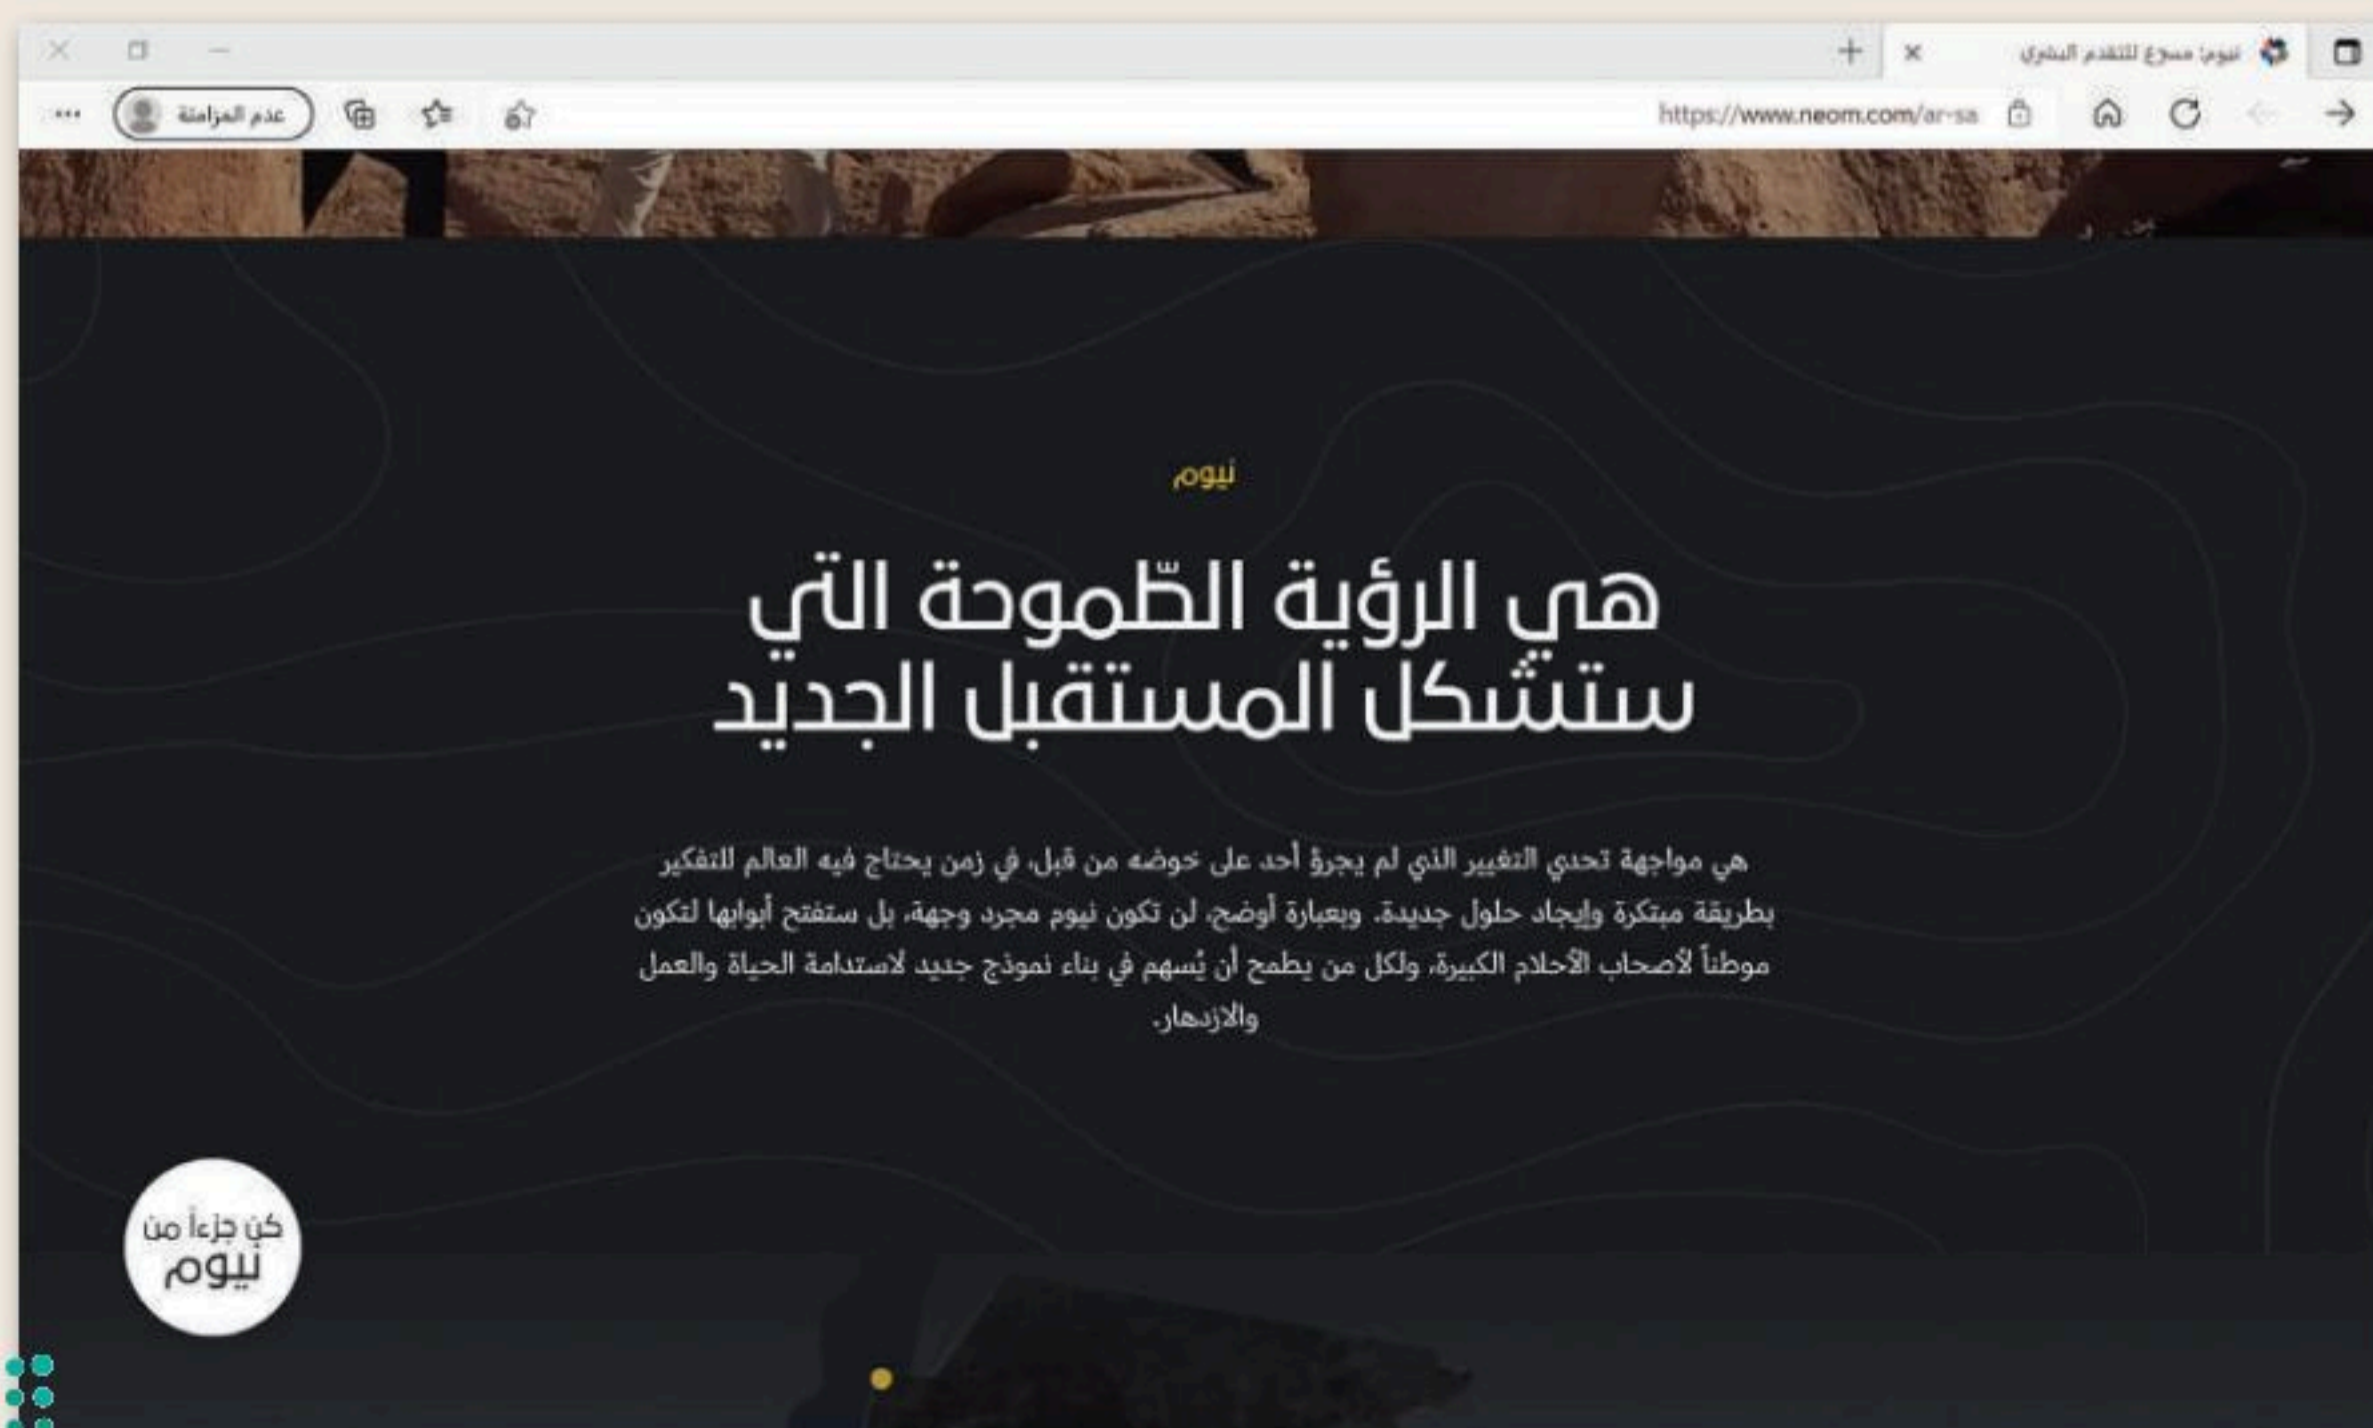 نيوم: مسرّع للتقدم البشري
https://www.neom.com/ar-sa
عدم المزامنة
نيوم
هي الرؤية الطّموحة التي
ستشكل المستقبل الجديد
هي مواجهة تحدي التغيير الذي لم يجرؤ أحد على خوضه من قبل، في زمن يحتاج فيه العالم للتفكير
بطريقة مبتكرة وإيجاد حلول جديدة. وبعبارة أوضح، لن تكون نيوم مجرد وجهة، بل ستفتح أبوابها لتكون
موطناً لأصحاب الأحلام الكبيرة، ولكل من يطمح أن يُسهم في بناء نموذج جديد لاستدامة الحياة والعمل
والازدهار.
كن جزءاً من
نيوم